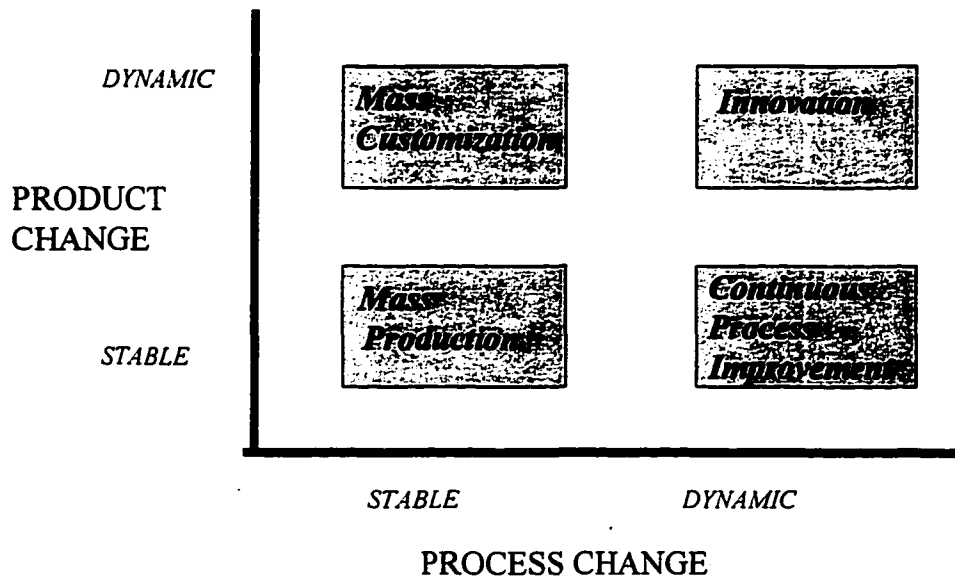 DYNAMIC
Mass
Customization
Innovation
PRODUCT
CHANGE
Mass
Production
Continuous
Process
Improvement
STABLE
STABLE
DYNAMIC
PROCESS CHANGE